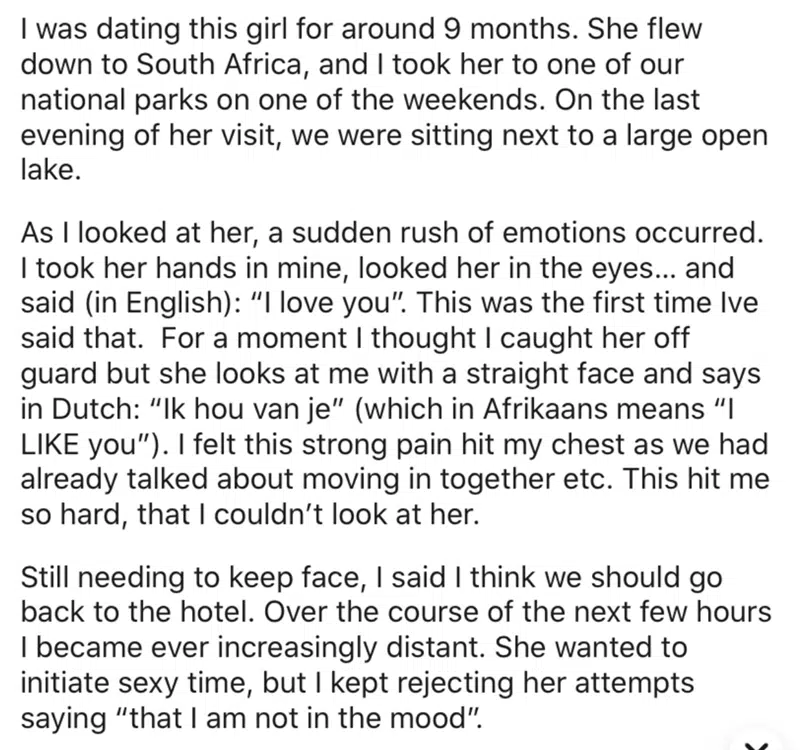 I was dating this girl for around 9 months. She flew
down to South Africa, and I took her to one of our
national parks on one of the weekends. On the last
evening of her visit, we were sitting next to a large open
lake.
As I looked at her, a sudden rush of emotions occurred.
I took her hands in mine, looked her in the eyes... and
said (in English): “I love you”. This was the first time Ive
said that.  For a moment I thought I caught her off
guard but she looks at me with a straight face and says
in Dutch: “Ik hou van je” (which in Afrikaans means “I
LIKE you”). I felt this strong pain hit my chest as we had
already talked about moving in together etc. This hit me
so hard, that I couldn’t look at her.
Still needing to keep face, I said I think we should go
back to the hotel. Over the course of the next few hours
I became ever increasingly distant. She wanted to
initiate sexy time, but I kept rejecting her attempts
saying “that I am not in the mood”.